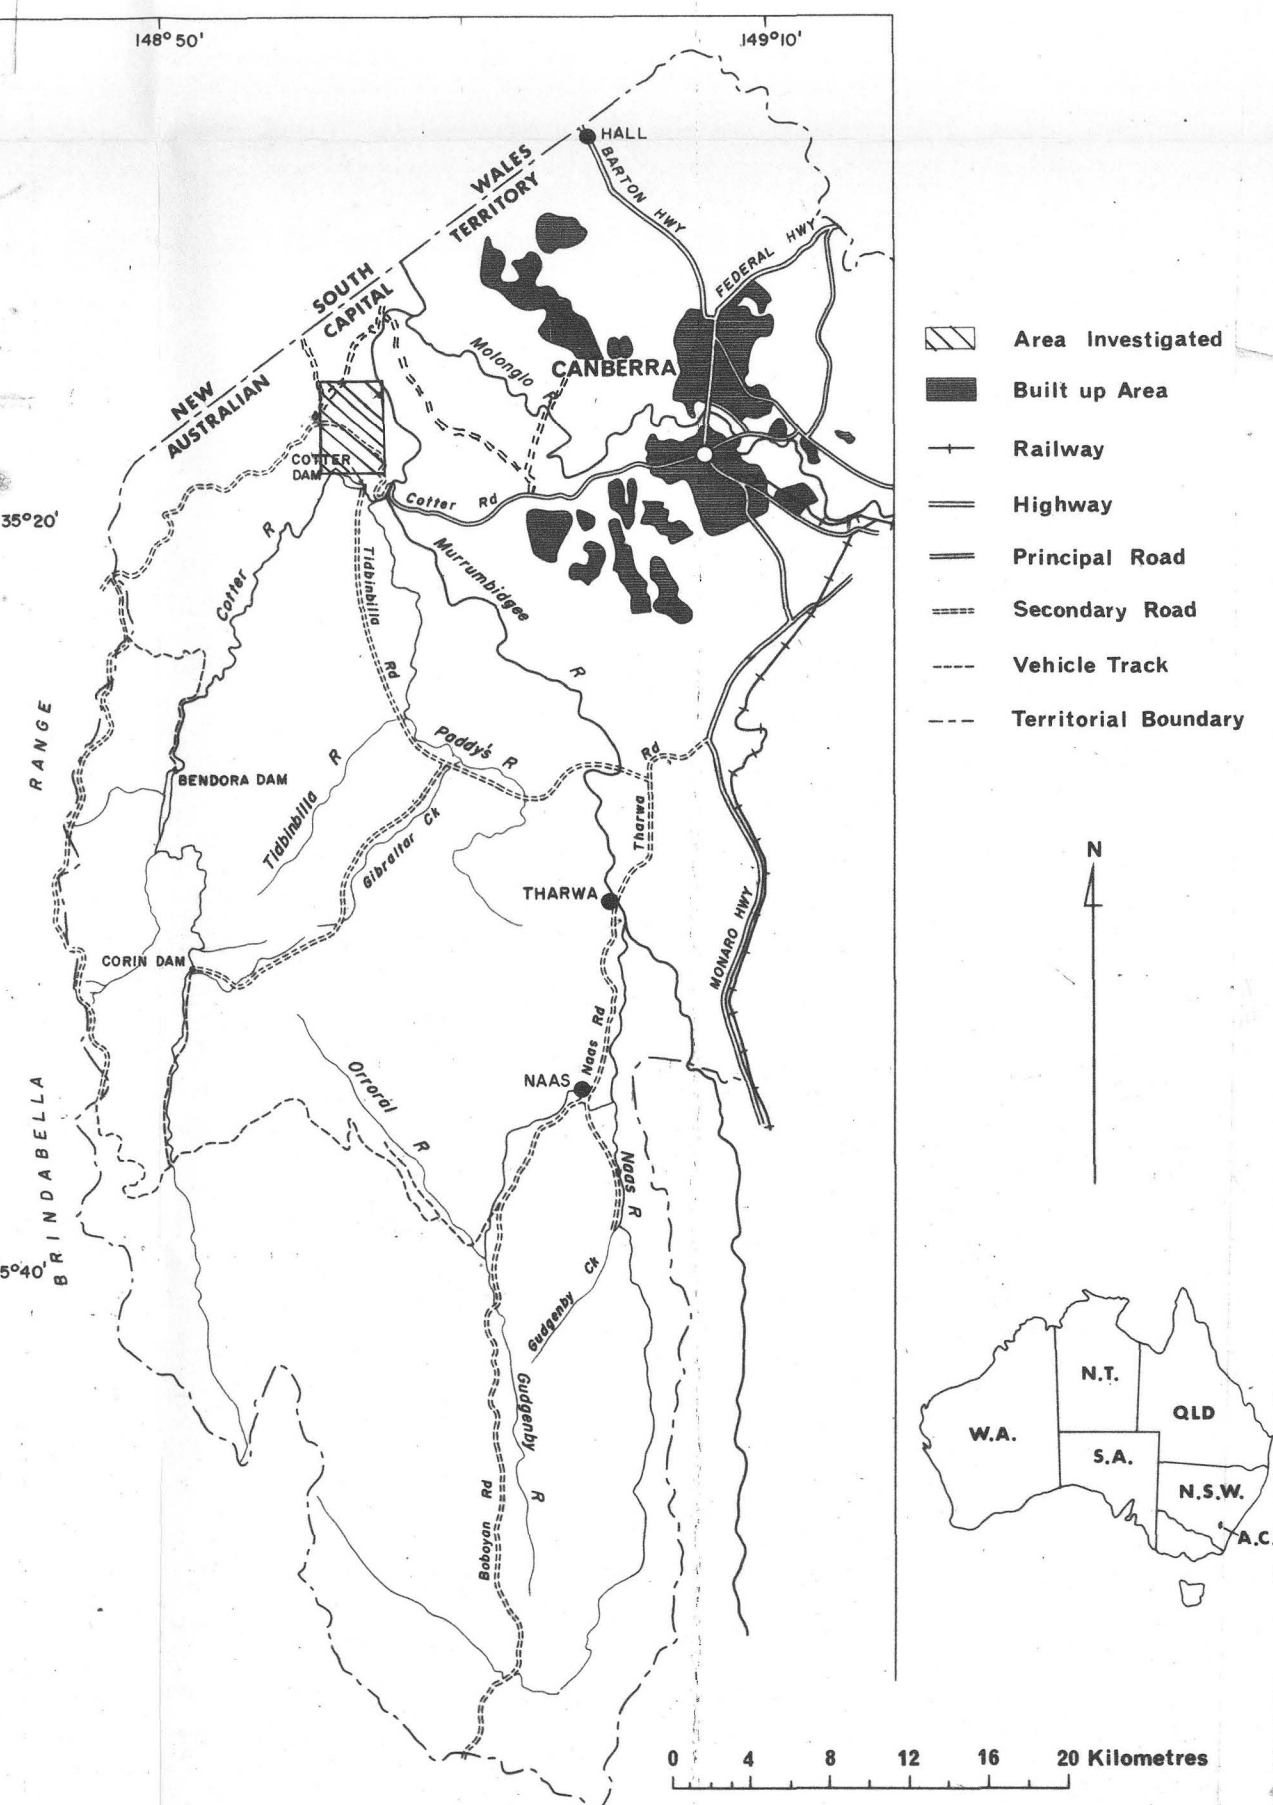 148°50'
149°10'
HALL
BARTON HWY
WALES
TERRITORY
FEDERAL HWY
SOUTH
CAPITAL
Molonglo R
CANBERRA
NEW
AUSTRALIAN
COTTER
DAM
Cotter Rd
35°20'
Cotter R
Tidbinbilla Rd
Murrumbidgee R
RANGE
Paddy's R
Rd
BENDORA DAM
Tidbinbilla R
Gibraltar Ck
Tharwa
THARWA
MONARO HWY
CORIN DAM
Naas Rd
NAAS
Orroral R
BRINDABELLA
Naas R
5°40'
Gudgenby Ck
Gudgenby R
Boboyan Rd
Area Investigated
Built up Area
Railway
Highway
Principal Road
Secondary Road
Vehicle Track
Territorial Boundary
N
N.T.
QLD
W.A.
S.A.
N.S.W.
A.C.
0 4 8 12 16 20 Kilometres